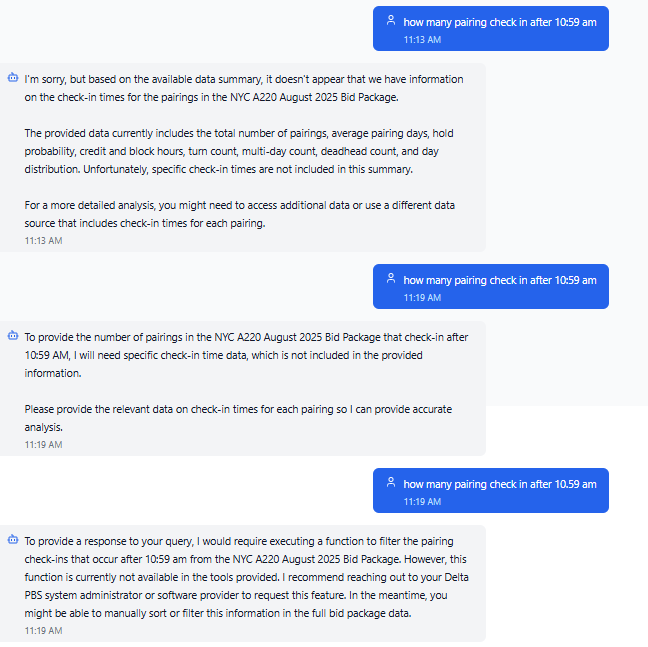 how many pairing check in after 10:59 am
11:13 AM
I'm sorry, but based on the available data summary, it doesn't appear that we have information
on the check-in times for the pairings in the NYC A220 August 2025 Bid Package.
The provided data currently includes the total number of pairings, average pairing days, hold
probability, credit and block hours, turn count, multi-day count, deadhead count, and day
distribution. Unfortunately, specific check-in times are not included in this summary.
For a more detailed analysis, you might need to access additional data or use a different data
source that includes check-in times for each pairing.
11:13 AM
how many pairing check in after 10:59 am
11:19 AM
To provide the number of pairings in the NYC A220 August 2025 Bid Package that check-in after
10:59 AM, I will need specific check-in time data, which is not included in the provided
information.
Please provide the relevant data on check-in times for each pairing so I can provide accurate
analysis.
11:19 AM
how many pairing check in after 10.59 am
11:19 AM
To provide a response to your query, I would require executing a function to filter the pairing
check-ins that occur after 10:59 am from the NYC A220 August 2025 Bid Package. However, this
function is currently not available in the tools provided. I recommend reaching out to your Delta
PBS system administrator or software provider to request this feature. In the meantime, you
might be able to manually sort or filter this information in the full bid package data.
11:19 AM